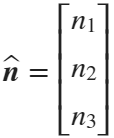 n̂ = [n₁
n₂
n₃]